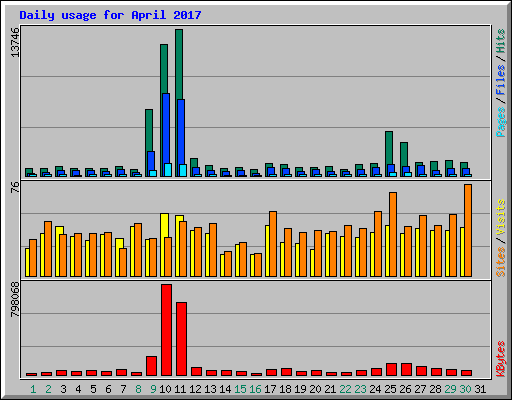 Daily usage for April 2017
13746
Pages / Files / Hits
76
Sites / Visits
798068
KBytes
1 2 3 4 5 6 7 8 9 10 11 12 13 14 15 16 17 18 19 20 21 22 23 24 25 26 27 28 29 30 31